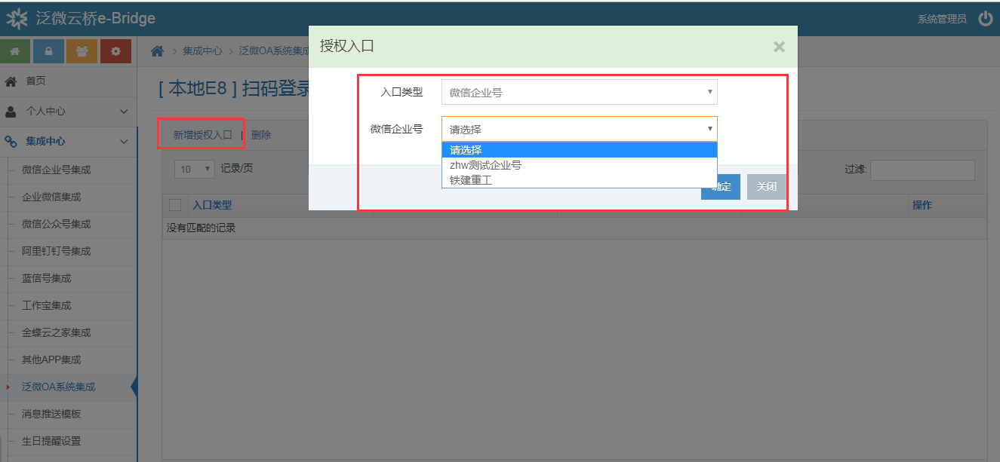 泛微云桥e-Bridge
系统管理员
集成中心
泛微OA系统集成
首页
个人中心
集成中心
微信企业号集成
企业微信集成
微信公众号集成
阿里钉钉号集成
蓝信号集成
工作宝集成
金蝶云之家集成
其他APP集成
泛微OA系统集成
消息推送模板
生日提醒设置
[ 本地E8 ] 扫码登录
新增授权入口 | 删除
10 记录/页
过滤:
入口类型
操作
没有匹配的记录
授权入口
入口类型 微信企业号
微信企业号 请选择
请选择
zhw测试企业号
铁建重工
确定 关闭